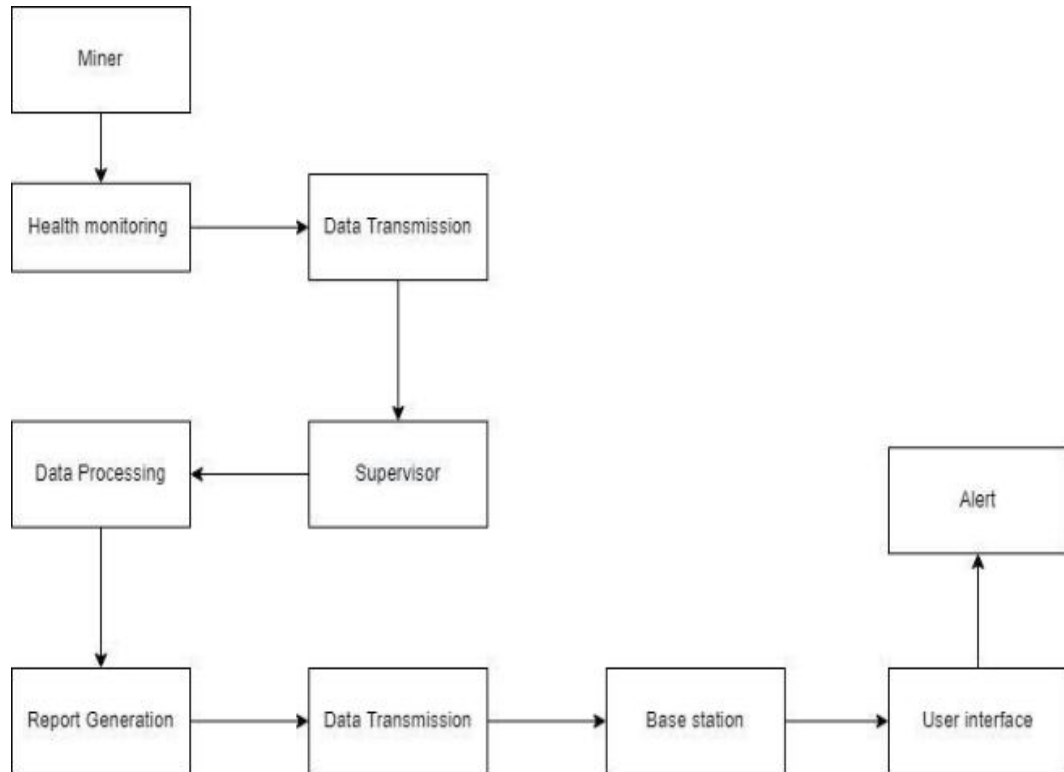 Miner
Health monitoring
Data Transmission
Data Processing
Supervisor
Alert
Report Generation
Data Transmission
Base station
User interface